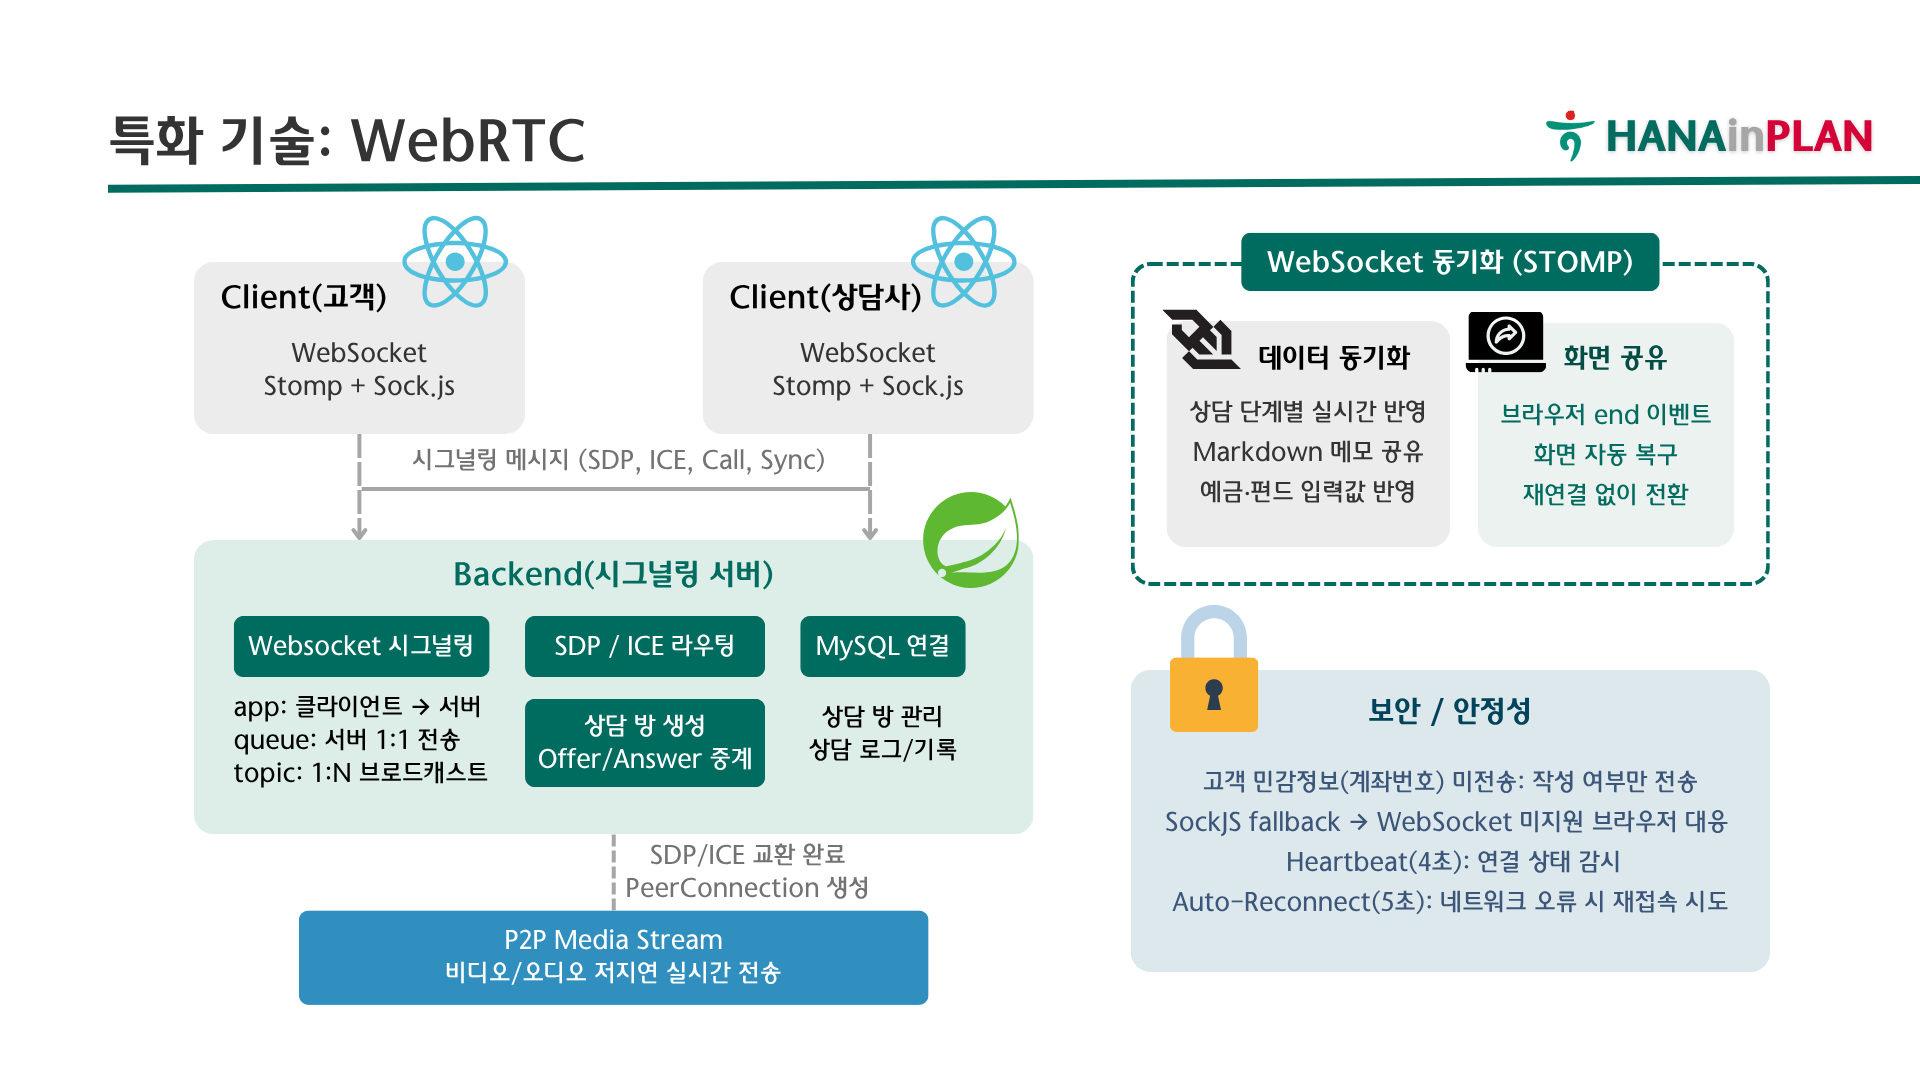 특화 기술: WebRTC
HANAinPLAN
Client(고객)
WebSocket
Stomp + Sock.js
Client(상담사)
WebSocket
Stomp + Sock.js
시그널링 메시지 (SDP, ICE, Call, Sync)
Backend(시그널링 서버)
Websocket 시그널링
app: 클라이언트 → 서버
queue: 서버 1:1 전송
topic: 1:N 브로드캐스트
SDP / ICE 라우팅
상담 방 생성
Offer/Answer 중계
MySQL 연결
상담 방 관리
상담 로그/기록
SDP/ICE 교환 완료
PeerConnection 생성
P2P Media Stream
비디오/오디오 저지연 실시간 전송
WebSocket 동기화 (STOMP)
데이터 동기화
상담 단계별 실시간 반영
Markdown 메모 공유
예금·펀드 입력값 반영
화면 공유
브라우저 end 이벤트
화면 자동 복구
재연결 없이 전환
보안 / 안정성
고객 민감정보(계좌번호) 미전송: 작성 여부만 전송
SockJS fallback → WebSocket 미지원 브라우저 대응
Heartbeat(4초): 연결 상태 감시
Auto-Reconnect(5초): 네트워크 오류 시 재접속 시도